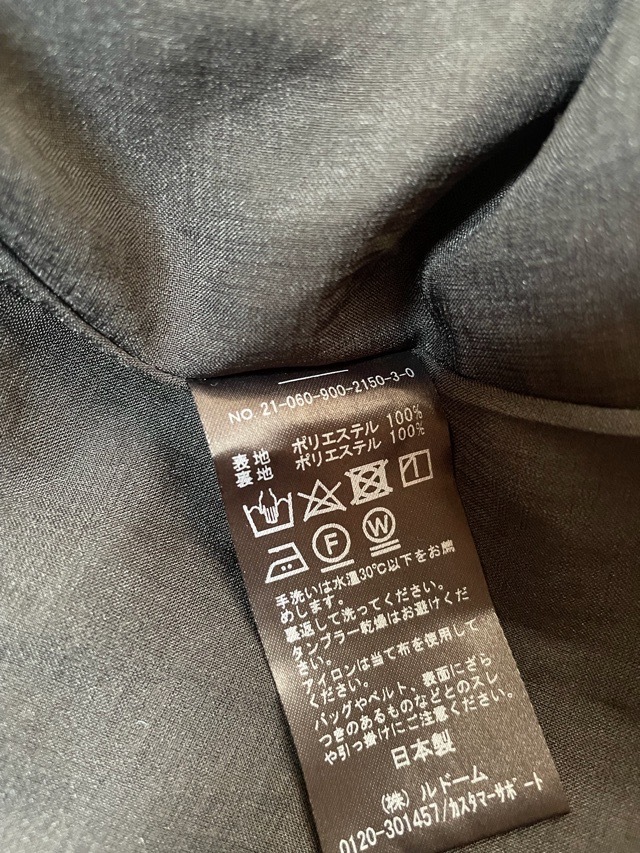 NO. 21-060-900-2150-3-0
表地 ポリエステル 100%
裏地 ポリエステル 100%
F W
手洗いは水温30℃以下をお薦
めします。
裏返して洗ってください。
タンブラー乾燥はお避けくだ
さい。
アイロンは当て布を使用して
ください。
バッグやベルト、表面にざら
つきのあるものなどとのスレ
や引っ掛けにご注意ください。
日本製
(株) ルドーム
0120-301457/カスタマーサポート